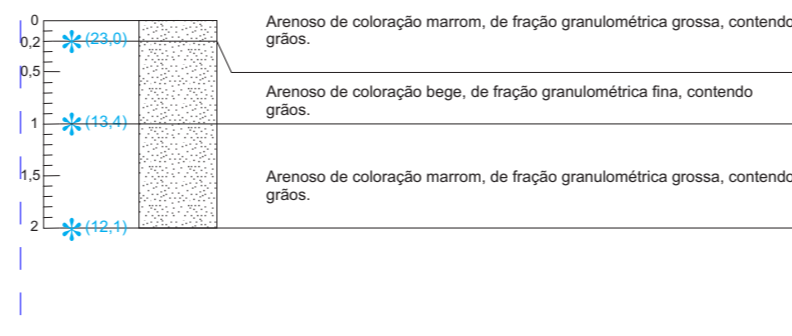 0
Arenoso de coloração marrom, de fração granulométrica grossa, contendo
grãos.
0,2
(23,0)
0,5
Arenoso de coloração bege, de fração granulométrica fina, contendo
grãos.
1
(13,4)
1,5
Arenoso de coloração marrom, de fração granulométrica grossa, contendo
grãos.
2
(12,1)